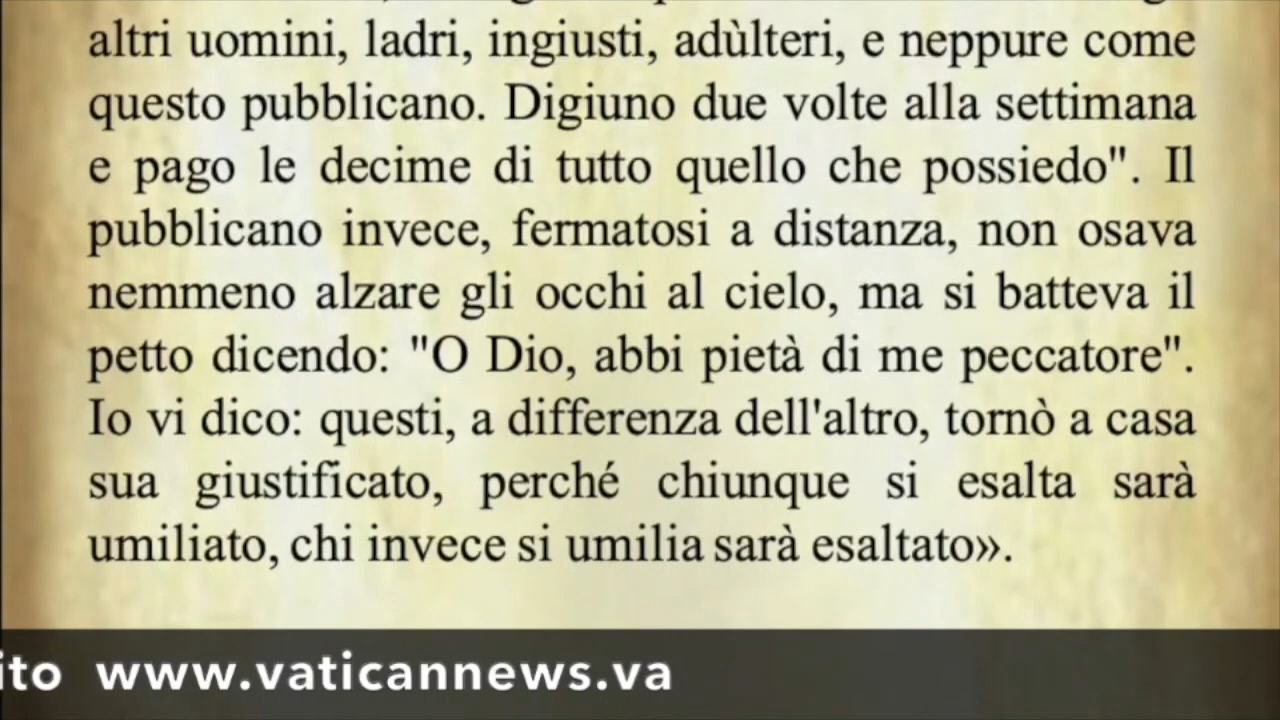 altri uomini, ladri, ingiusti, adùlteri, e neppure come
questo pubblicano. Digiuno due volte alla settimana
e pago le decime di tutto quello che possiedo". Il
pubblicano invece, fermatosi a distanza, non osava
nemmeno alzare gli occhi al cielo, ma si batteva il
petto dicendo: "O Dio, abbi pietà di me peccatore".
Io vi dico: questi, a differenza dell'altro, tornò a casa
sua giustificato, perché chiunque si esalta sarà
umiliato, chi invece si umilia sarà esaltato».
ito www.vaticannews.va